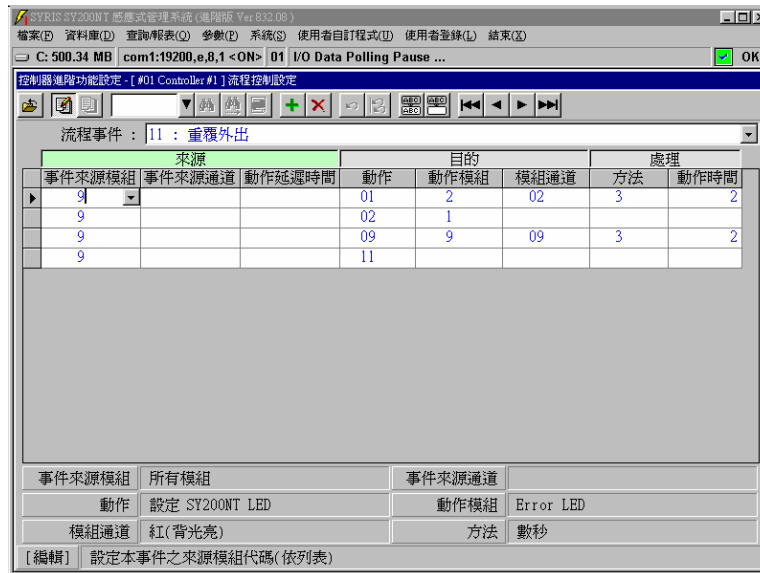 SYRIS SY200NT 感應式管理系統 (進階版 Ver 832.08 )
檔案(F) 資料庫(D) 查詢/報表(Q) 參數(P) 系統(S) 使用者自訂程式(U) 使用者登錄(L) 結束(X)
C: 500.34 MB com1:19200,e,8,1 <ON> 01 I/O Data Polling Pause ... OK
控制器進階功能設定 - [ #01 Controller #1 ] 流程控制設定
流程事件 : 11 : 重覆外出
來源 目的 處理
事件來源模組 事件來源通道 動作延遲時間 動作 動作模組 模組通道 方法 動作時間
9 01 2 02 3 2
9 02 1
9 09 9 09 3 2
9 11
事件來源模組 所有模組 事件來源通道
動作 設定 SY200NT LED 動作模組 Error LED
模組通道 紅(背光亮) 方法 數秒
[編輯] 設定本事件之來源模組代碼(依列表)